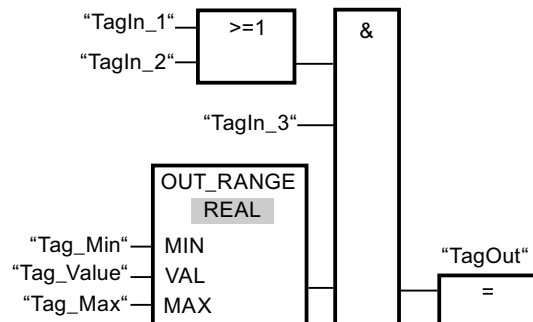 “TagIn_1“
>=1
&
“TagIn_2“
“TagIn_3“
OUT_RANGE
REAL
“Tag_Min“
MIN
“TagOut“
“Tag_Value“
VAL
=
“Tag_Max“
MAX